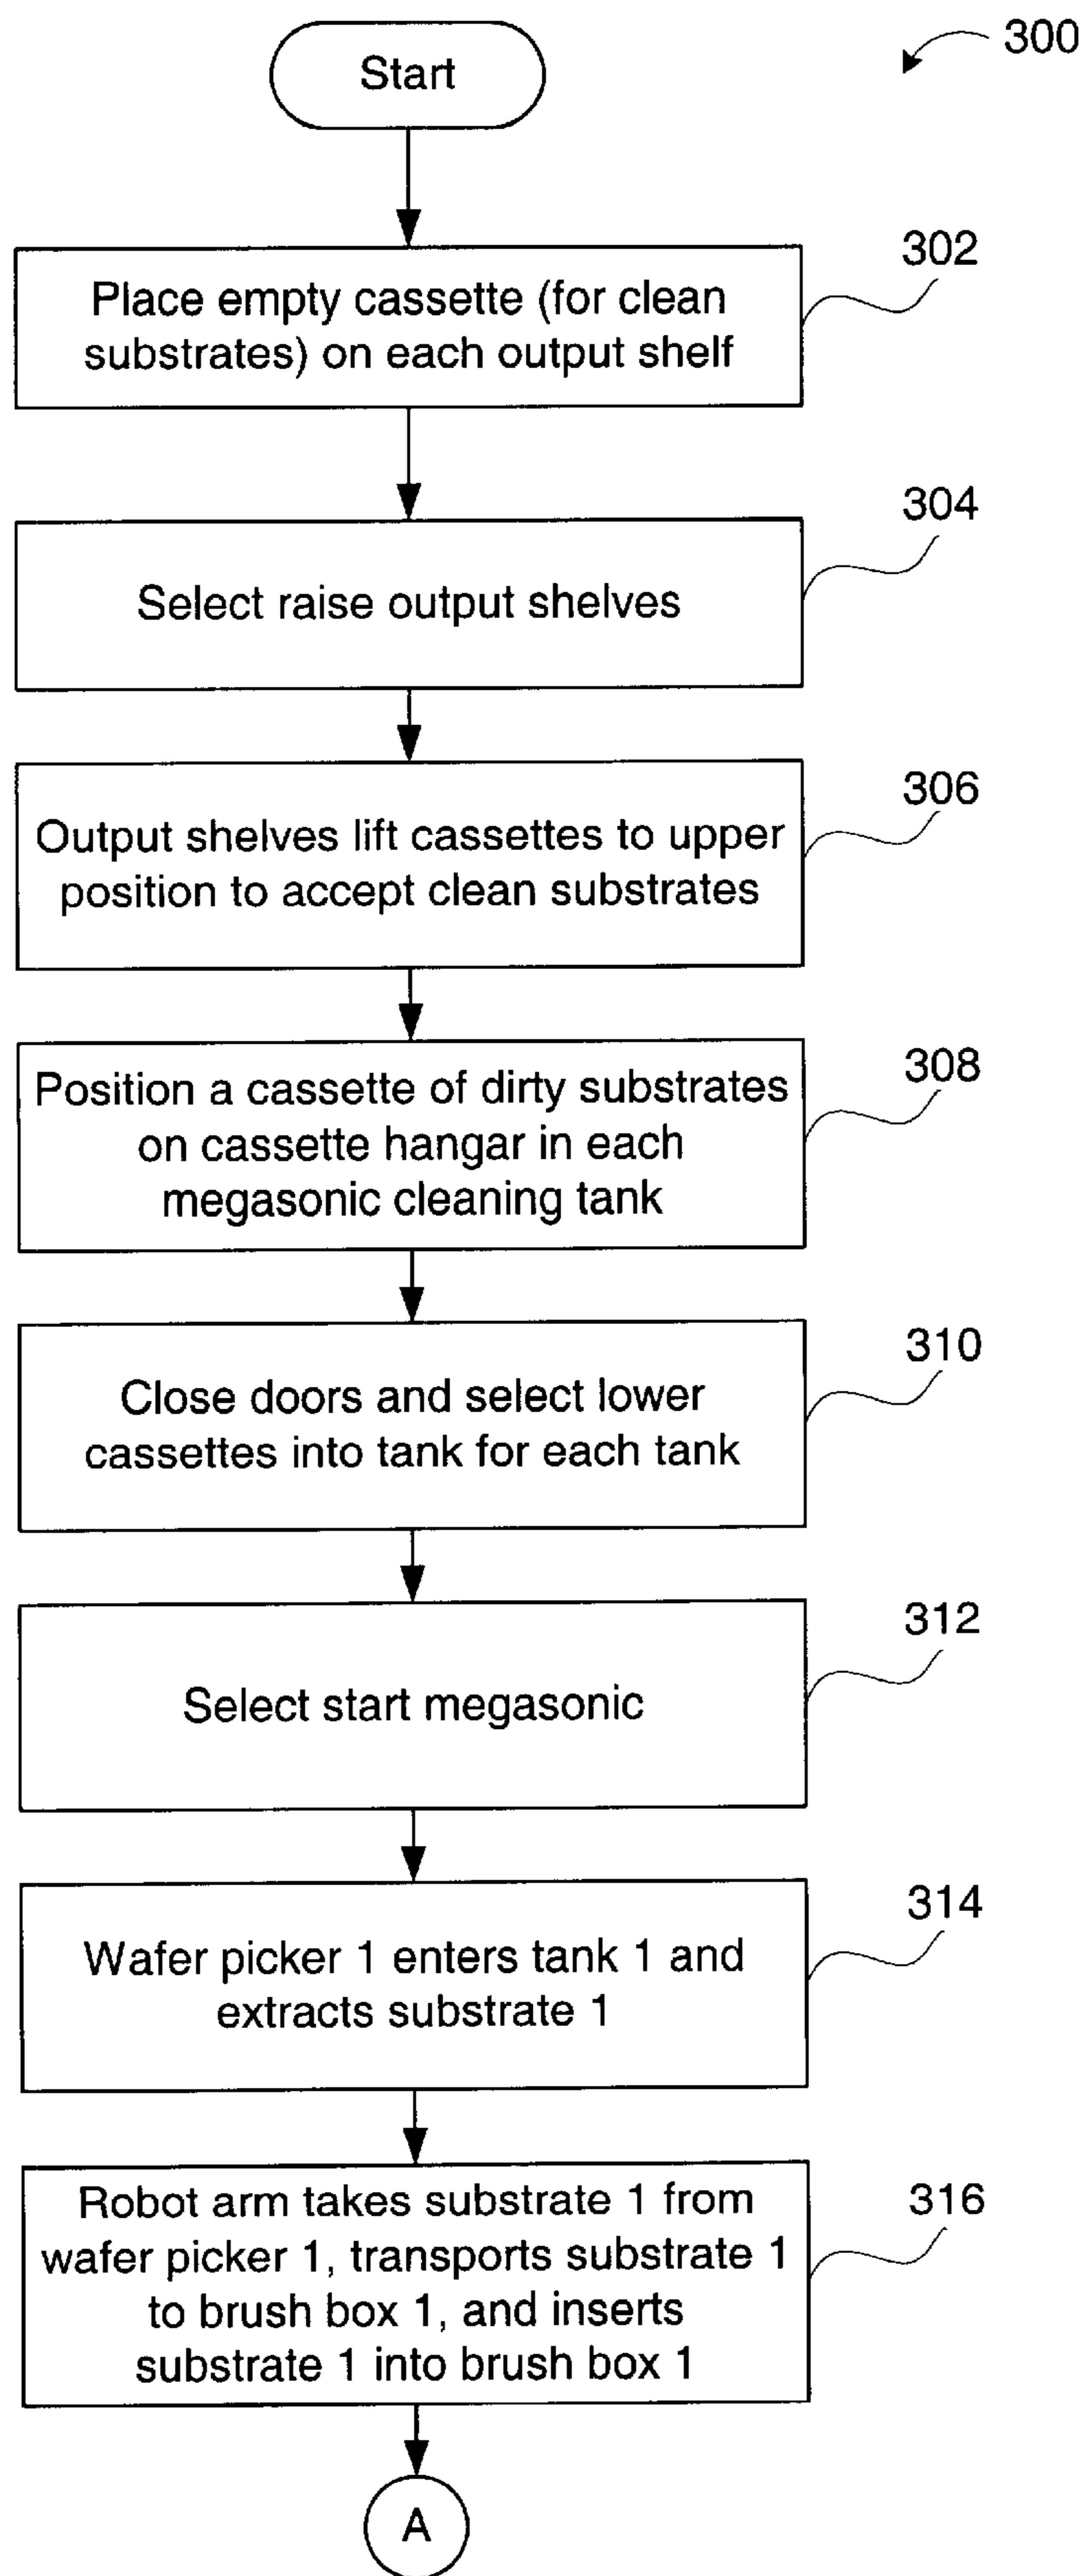 Start
300
Place empty cassette (for clean
substrates) on each output shelf
302
Select raise output shelves
304
Output shelves lift cassettes to upper
position to accept clean substrates
306
Position a cassette of dirty substrates
on cassette hangar in each
megasonic cleaning tank
308
Close doors and select lower
cassettes into tank for each tank
310
Select start megasonic
312
Wafer picker 1 enters tank 1 and
extracts substrate 1
314
Robot arm takes substrate 1 from
wafer picker 1, transports substrate 1
to brush box 1, and inserts
substrate 1 into brush box 1
316
A